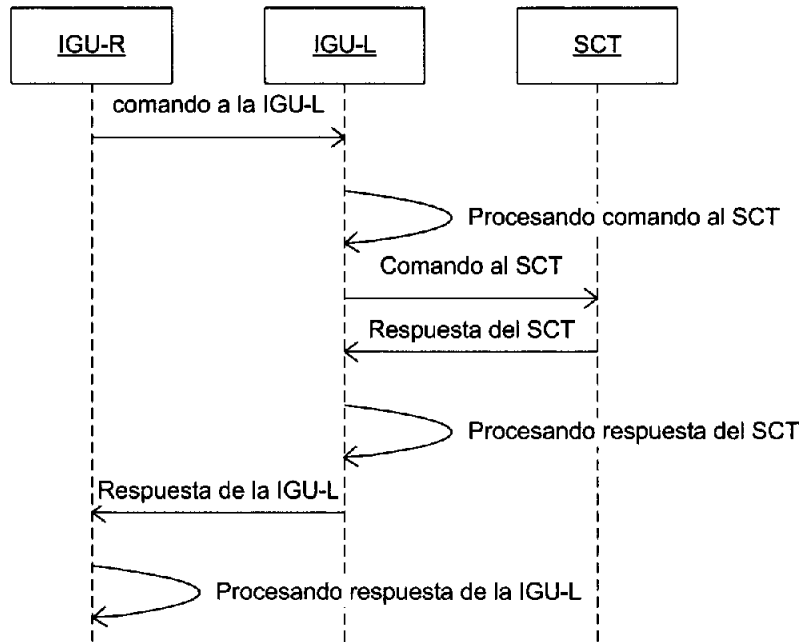 IGU-R
IGU-L
SCT
comando a la IGU-L
Procesando comando al SCT
Comando al SCT
Respuesta del SCT
Procesando respuesta del SCT
Respuesta de la IGU-L
Procesando respuesta de la IGU-L